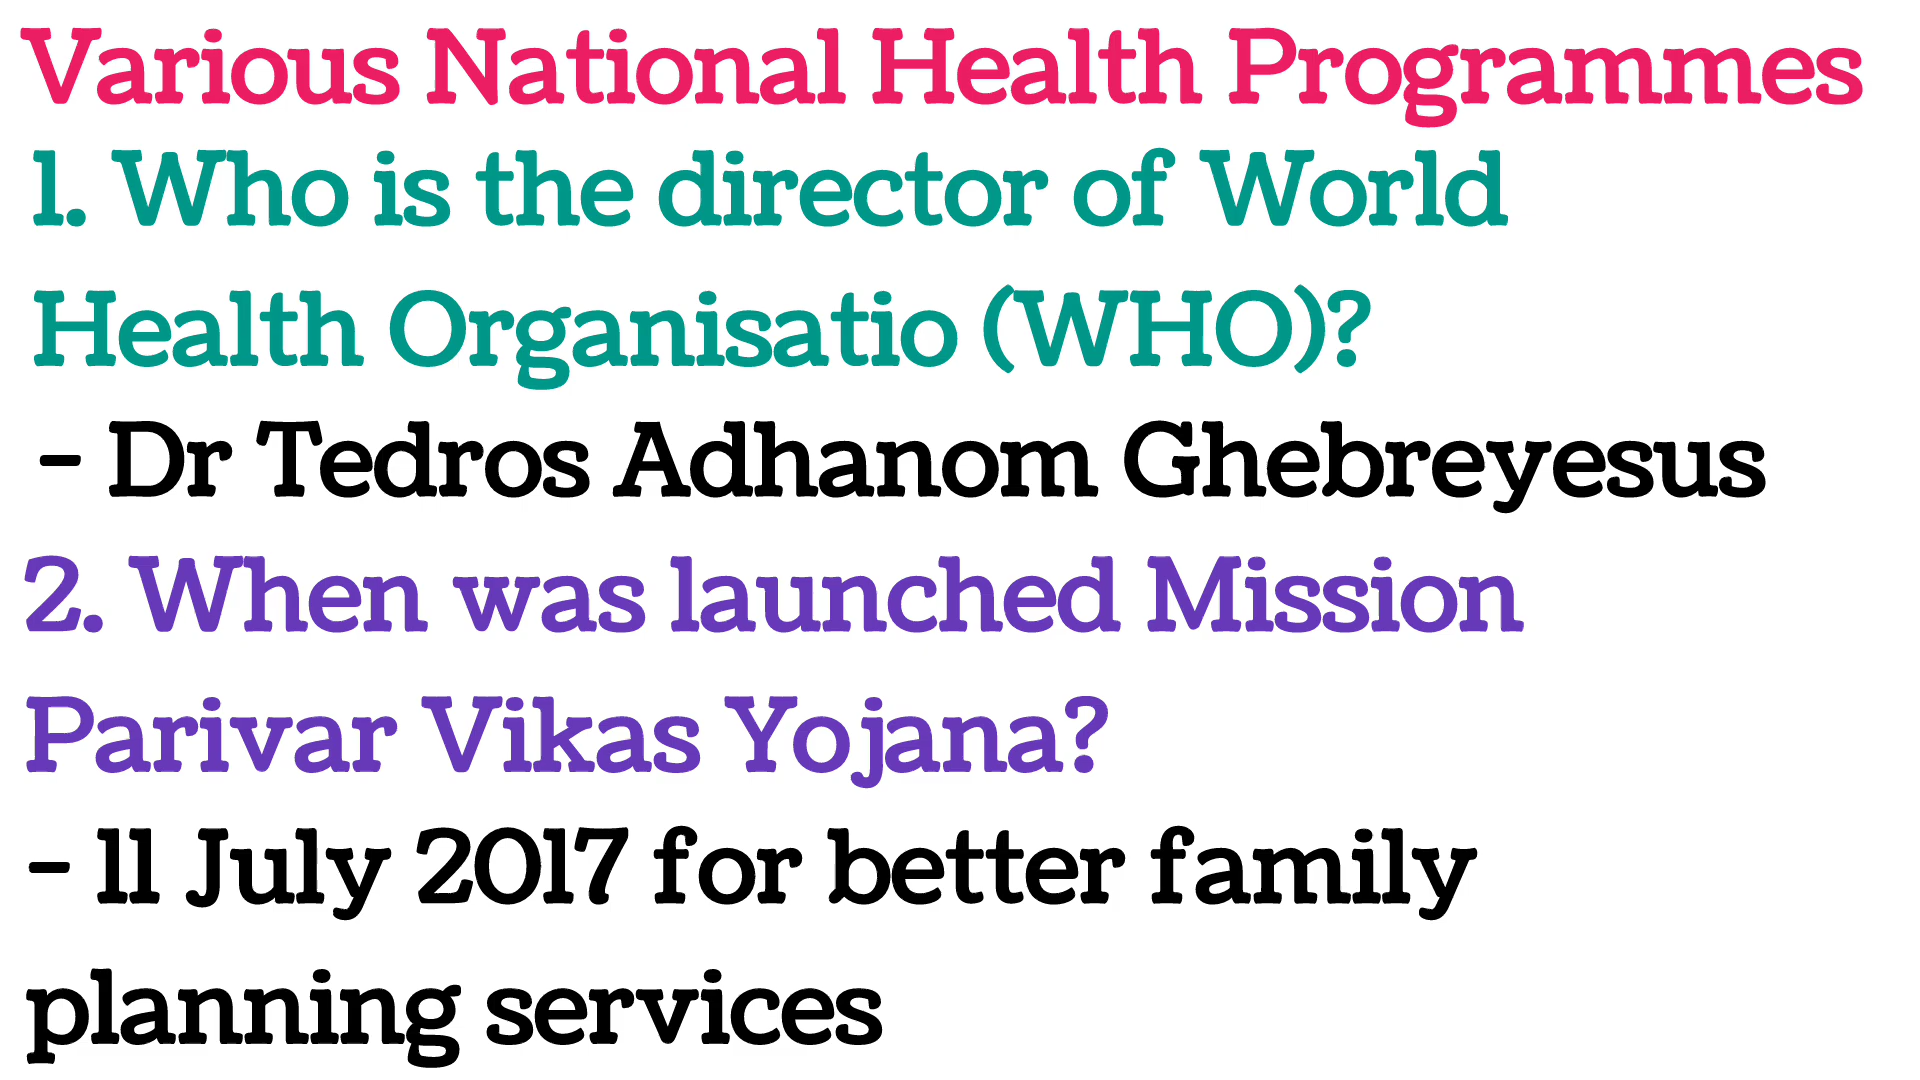 Various National Health Programmes
1. Who is the director of World
Health Organisatio (WHO)?
- Dr Tedros Adhanom Ghebreyesus
2. When was launched Mission
Parivar Vikas Yojana?
- 11 July 2017 for better family
planning services